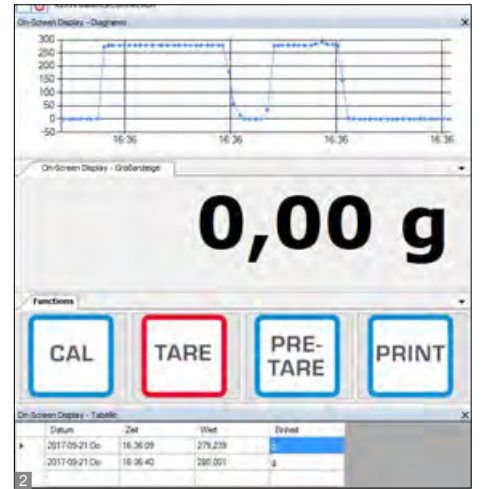 On-Screen Display - Diagramm
300
250
200
150
100
50
0
-50
16:36 16:36 16:36 16:36
On-Screen Display - Großanzeige
0,00 g
Functions
CAL TARE PRE-TARE PRINT
On-Screen Display - Tabelle
Datum Zeit Wert Einheit
2017-09-21 Do 16:36:09 279,239 g
2017-09-21 Do 16:36:40 280,001 g
2